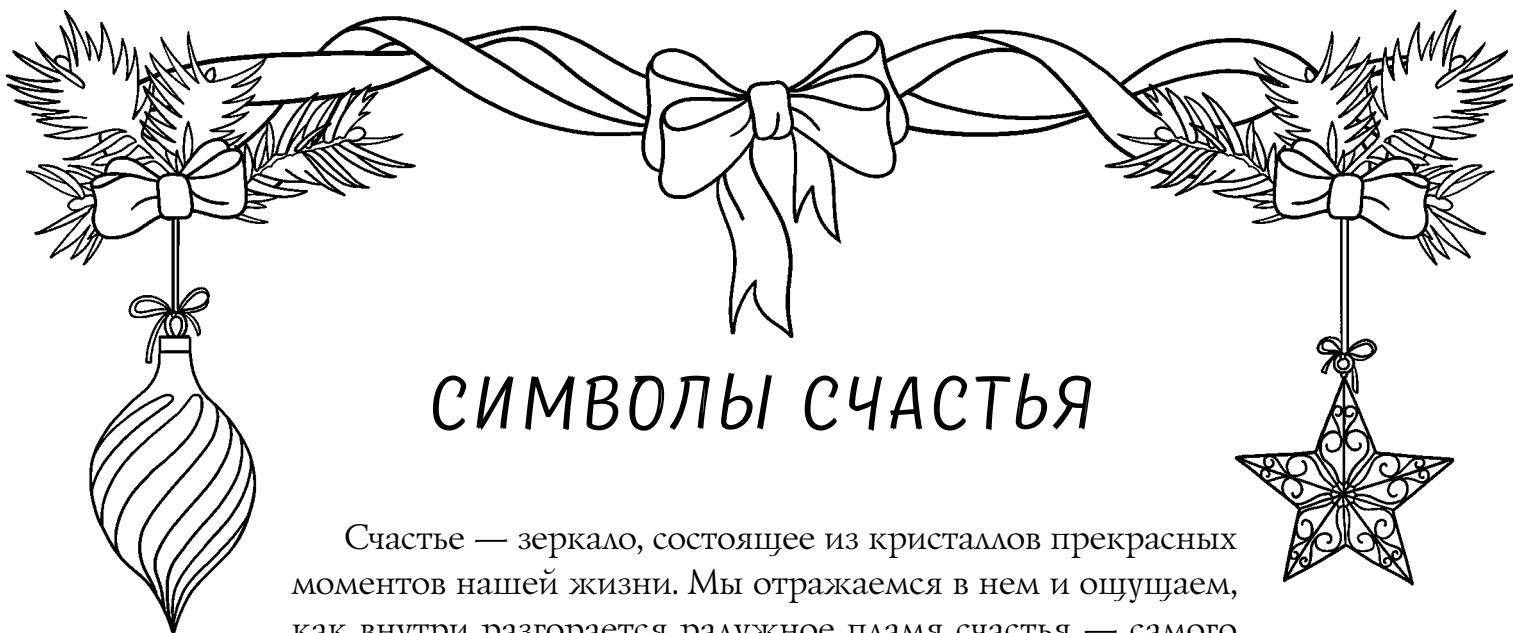 СИМВОЛЫ СЧАСТЬЯ
Счастье — зеркало, состоящее из кристаллов прекрасных
моментов нашей жизни. Мы отражаемся в нем и ощущаем,
как внутри разгорается радужное пламя счастья — самого